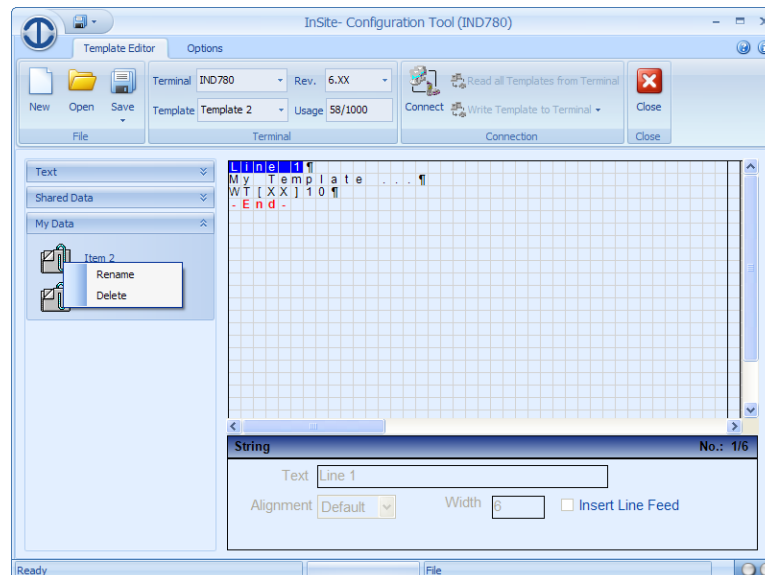 InSite- Configuration Tool (IND780)
Template Editor Options
Terminal IND780 Rev. 6.XX
Read all Templates from Terminal
New Open Save Template Template 2 Usage 58/1000 Connect Write Template to Terminal Close
File Terminal Connection Close
Text
Shared Data
My Data
Item 2
Rename
Delete
Line 1¶
My Template ...¶
WT[XX]10¶
-End-
String No.: 1/6
Text Line 1
Alignment Default Width 6 Insert Line Feed
Ready File